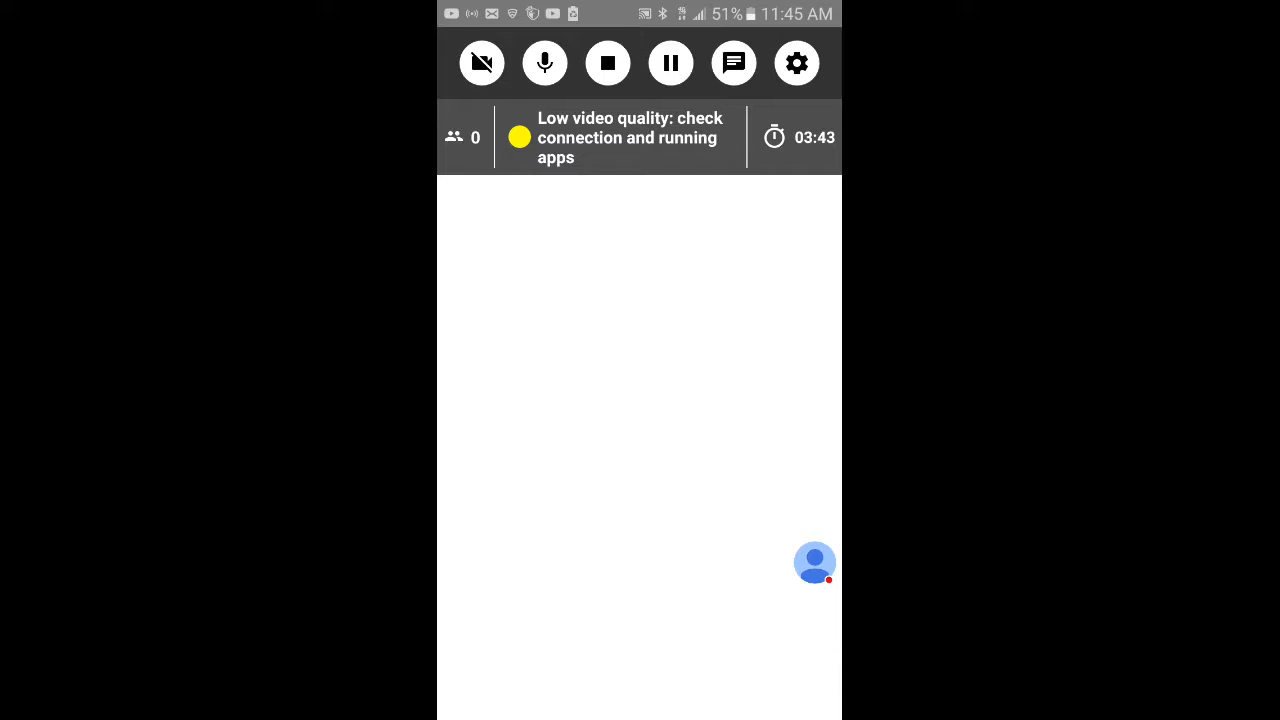 51% 11:45 AM
0
Low video quality: check
connection and running
apps
03:43